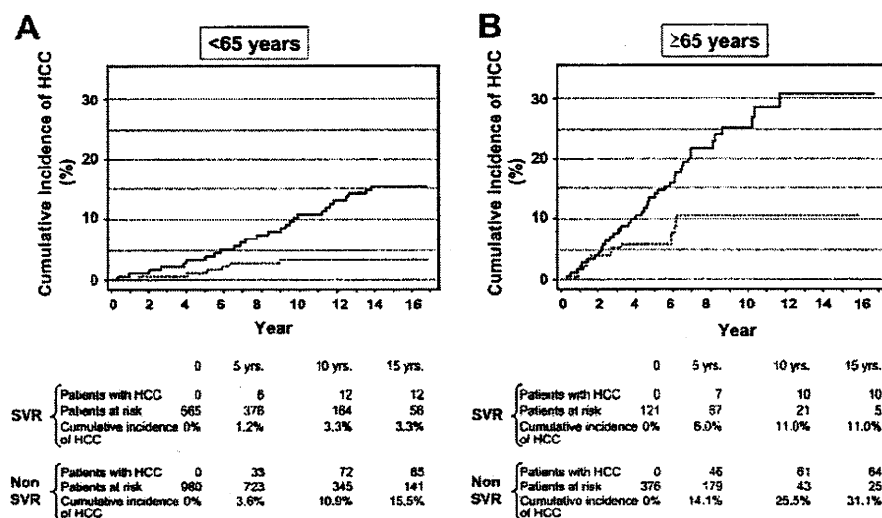 A
<65 years
Cumulative Incidence of HCC (%)
30
20
10
0
0 2 4 6 8 10 12 14 16
Year
0 5 yrs. 10 yrs. 15 yrs.
SVR
Patients with HCC 0 6 12 12
Patients at risk 565 376 184 56
Cumulative incidence of HCC 0% 1.2% 3.3% 3.3%
Non SVR
Patients with HCC 0 33 72 85
Patients at risk 980 723 345 141
Cumulative incidence of HCC 0% 3.6% 10.9% 15.5%
B
≥65 years
Cumulative Incidence of HCC (%)
30
20
10
0
0 2 4 6 8 10 12 14 16
Year
0 5 yrs. 10 yrs. 15 yrs.
SVR
Patients with HCC 0 7 10 10
Patients at risk 121 67 21 5
Cumulative incidence of HCC 0% 6.0% 11.0% 11.0%
Non SVR
Patients with HCC 0 46 61 64
Patients at risk 376 179 43 25
Cumulative incidence of HCC 0% 14.1% 25.5% 31.1%